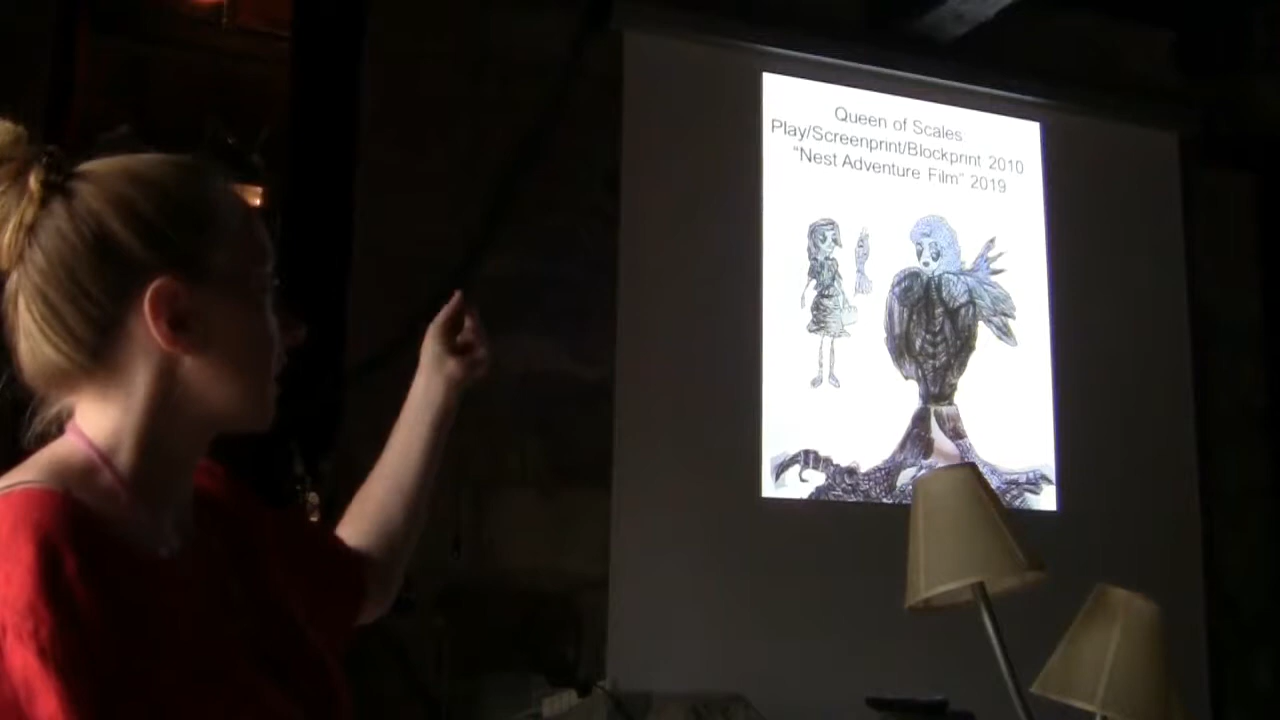 Queen of Scales
Play/Screenprint/Blockprint 2010
“Nest Adventure Film” 2019